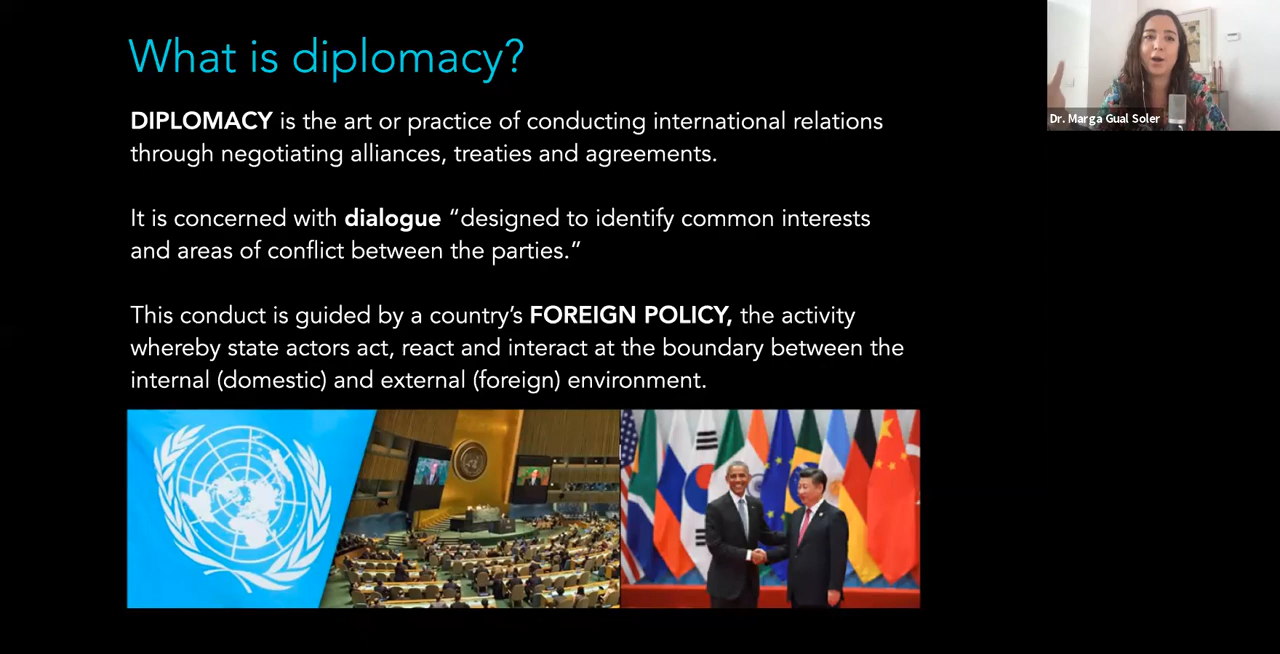 What is diplomacy?
DIPLOMACY is the art or practice of conducting international relations
through negotiating alliances, treaties and agreements.
It is concerned with dialogue “designed to identify common interests
and areas of conflict between the parties.”
This conduct is guided by a country’s FOREIGN POLICY, the activity
whereby state actors act, react and interact at the boundary between the
internal (domestic) and external (foreign) environment.
Dr. Marga Gual Soler